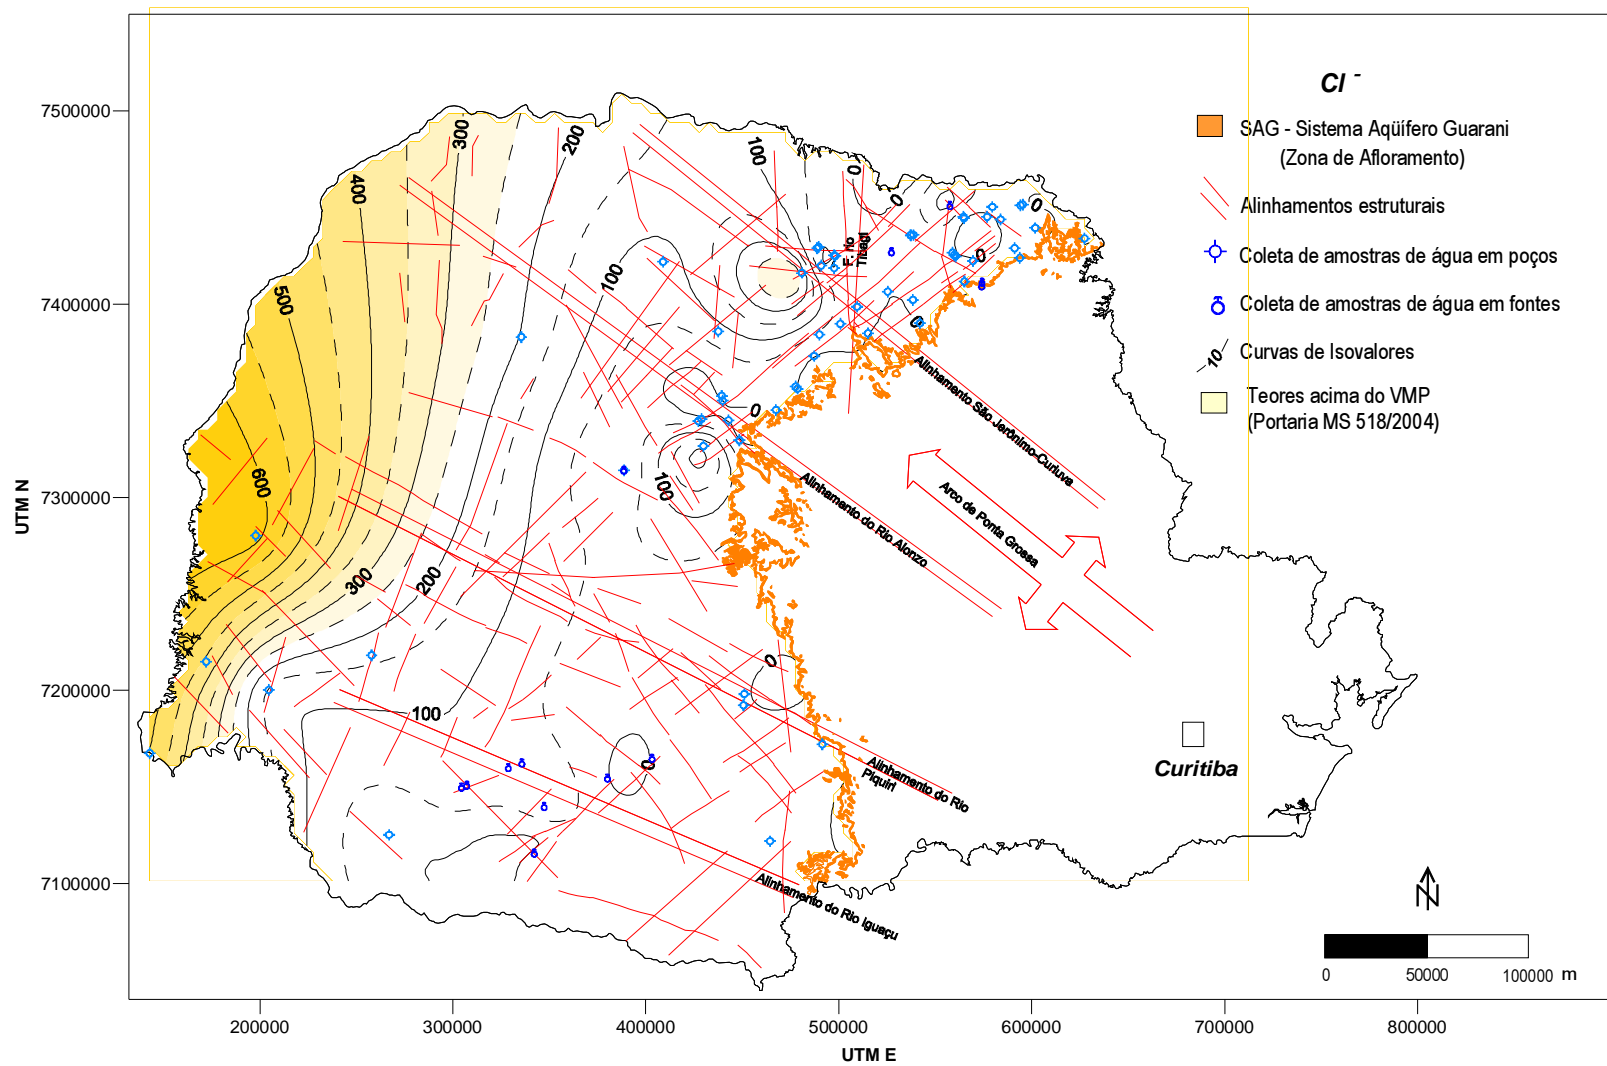 Cl -
SAG - Sistema Aqüífero Guarani
(Zona de Afloramento)
Alinhamentos estruturais
Coleta de amostras de água em poços
Coleta de amostras de água em fontes
-10
Curvas de Isovalores
Teores acima do VMP
(Portaria MS 518/2004)
7500000
7400000
7300000
7200000
7100000
UTM N
200000
300000
400000
500000
600000
700000
800000
UTM E
300
200
100
0
0
0
400
500
100
0
0
600
0
100
300
200
100
0
0
F. rio
Tibagi
Alinhamento São Jerônimo-Curiuva
Alinhamento do Rio Alonzo
Arco de Ponta Grossa
Alinhamento do Rio
Piquiri
Alinhamento do Rio Iguaçu
Curitiba
N
0
50000
100000 m